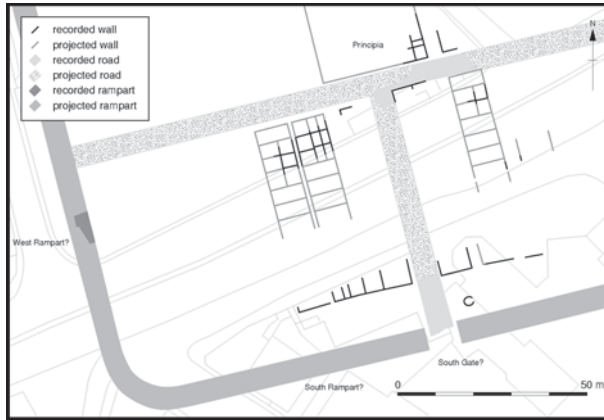 recorded wall
projected wall
recorded road
projected road
recorded rampart
projected rampart
Principia
N
West Rampart?
South Gate?
South Rampart?
0 50 m